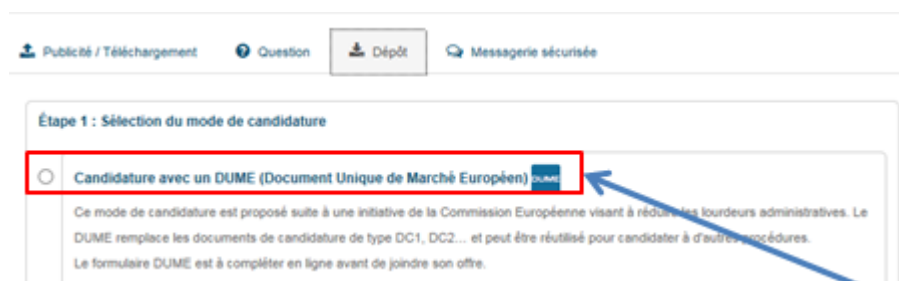 Publicité / Téléchargement Question Dépôt Messagerie sécurisée
Étape 1 : Sélection du mode de candidature
Candidature avec un DUME (Document Unique de Marché Européen) DUME
Ce mode de candidature est proposé suite à une initiative de la Commission Européenne visant à réduire les lourdeurs administratives. Le
DUME remplace les documents de candidature de type DC1, DC2... et peut être réutilisé pour candidater à d'autres procédures.
Le formulaire DUME est à compléter en ligne avant de joindre son offre.